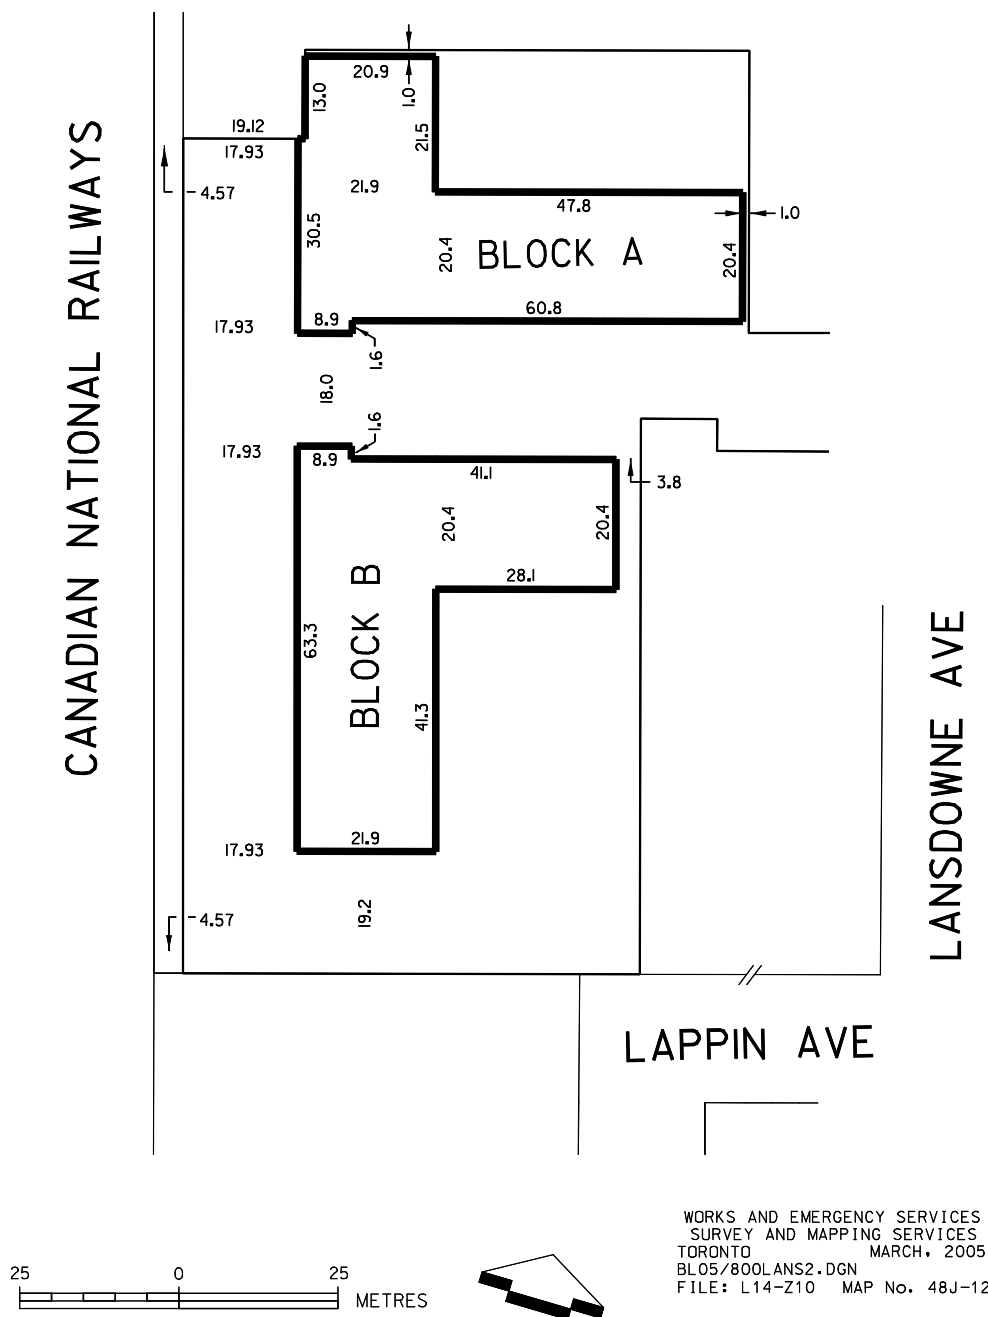 20.9
1.0
13.0
21.5
19.12
17.93
4.57
21.9
47.8
1.0
30.5
20.4
BLOCK A
20.4
60.8
8.9
17.93
1.6
18.0
1.6
17.93
8.9
41.1
3.8
20.4
20.4
28.1
BLOCK B
63.3
41.3
21.9
17.93
4.57
19.2
CANADIAN NATIONAL RAILWAYS
LANSDOWNE AVE
LAPPIN AVE
WORKS AND EMERGENCY SERVICES
SURVEY AND MAPPING SERVICES
TORONTO MARCH, 2005
BL05/800LANS2.DGN
FILE: L14-Z10 MAP No. 48J-12
25 0 25
METRES